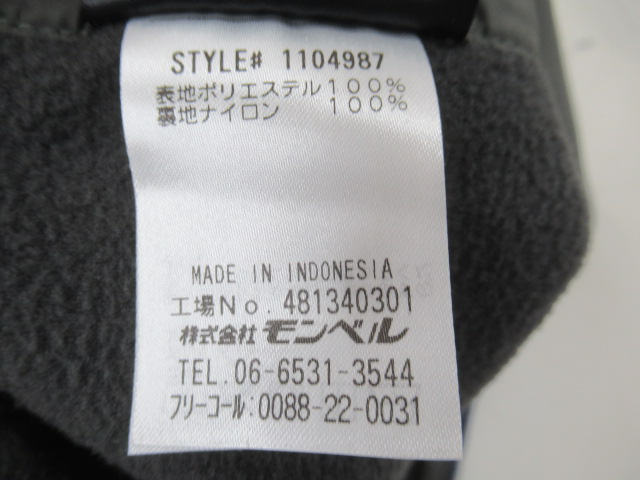 STYLE# 1104987
表地ポリエステル100%
裏地ナイロン 100%
MADE IN INDONESIA
工場No. 481340301
株式会社モンベル
TEL.06-6531-3544
フリーコール:0088-22-0031